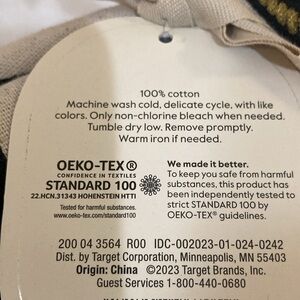 100% cotton
Machine wash cold, delicate cycle, with like
colors. Only non-chlorine bleach when needed.
Tumble dry low. Remove promptly.
Warm iron if needed.
OEKO-TEX®
CONFIDENCE IN TEXTILES
STANDARD 100
22.HCN.31343 HOHENSTEIN HTTI
Tested for harmful substances.
www.oeko-tex.com/standard100
We made it better.
To keep you safe from harmful
substances, this product has
been independently tested to
strict STANDARD 100 by
OEKO-TEX® guidelines.
200 04 3564 R00 IDC-002023-01-024-0242
Dist. by Target Corporation, Minneapolis, MN 55403
Origin: China ©2023 Target Brands, Inc.
Guest Services 1-800-440-0680